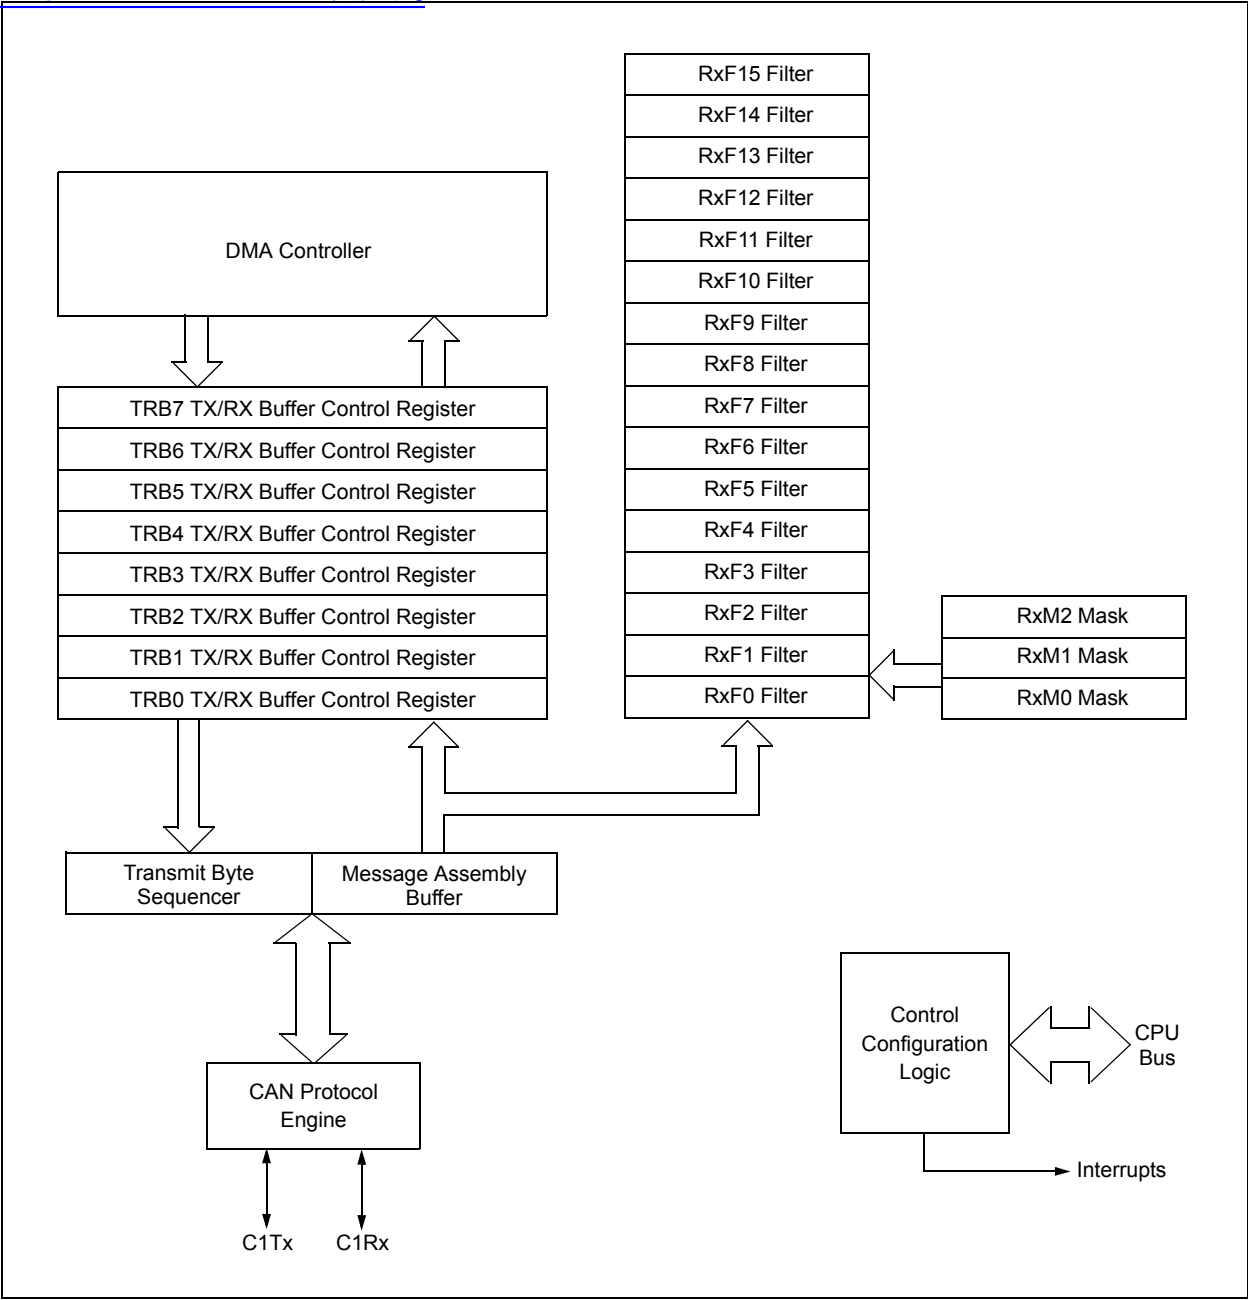 RxF15 Filter
RxF14 Filter
RxF13 Filter
RxF12 Filter
RxF11 Filter
RxF10 Filter
RxF9 Filter
RxF8 Filter
RxF7 Filter
RxF6 Filter
RxF5 Filter
RxF4 Filter
RxF3 Filter
RxF2 Filter
RxF1 Filter
RxF0 Filter
DMA Controller
TRB7 TX/RX Buffer Control Register
TRB6 TX/RX Buffer Control Register
TRB5 TX/RX Buffer Control Register
TRB4 TX/RX Buffer Control Register
TRB3 TX/RX Buffer Control Register
TRB2 TX/RX Buffer Control Register
TRB1 TX/RX Buffer Control Register
TRB0 TX/RX Buffer Control Register
RxM2 Mask
RxM1 Mask
RxM0 Mask
Transmit Byte
Sequencer
Message Assembly
Buffer
CAN Protocol
Engine
C1Tx
C1Rx
Control
Configuration
Logic
CPU
Bus
Interrupts